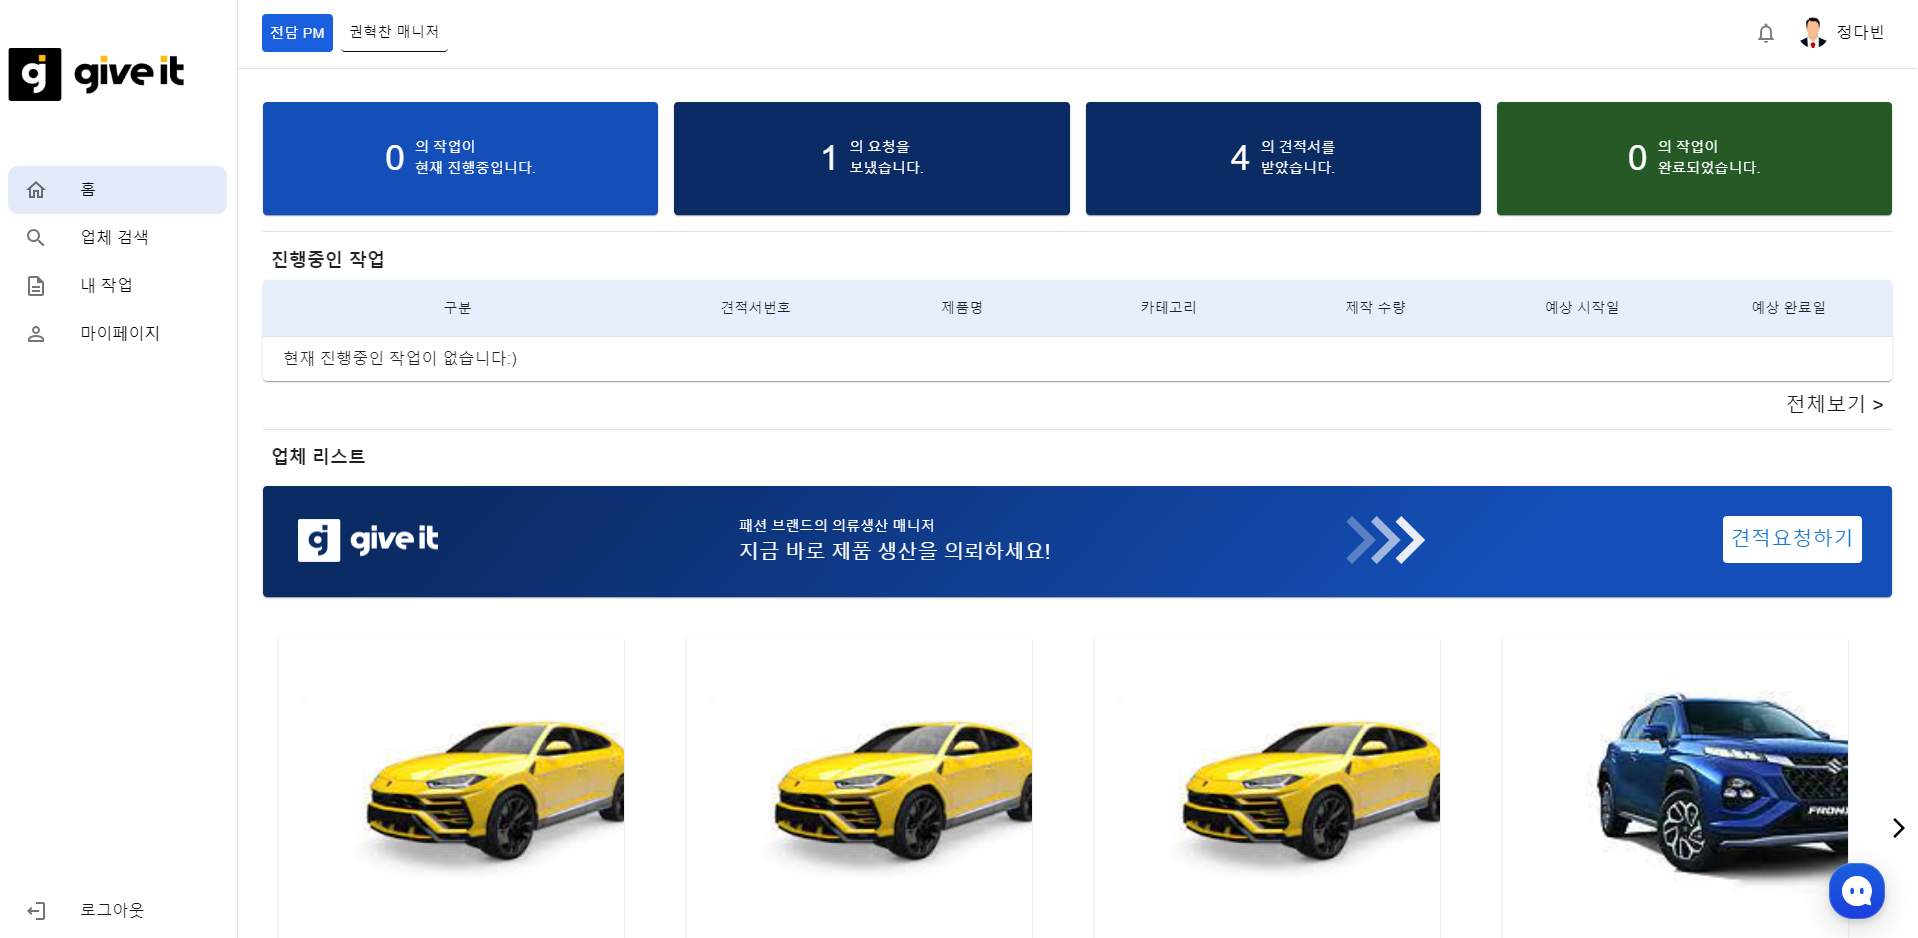 give it
홈
업체 검색
내 작업
마이페이지
로그아웃
전담 PM
권혁찬 매니저
정다빈
0 의 작업이
현재 진행중입니다.
1 의 요청을
보냈습니다.
4 의 견적서를
받았습니다.
0 의 작업이
완료되었습니다.
진행중인 작업
구분 견적서번호 제품명 카테고리 제작 수량 예상 시작일 예상 완료일
현재 진행중인 작업이 없습니다:)
전체보기 >
업체 리스트
give it
패션 브랜드의 의류생산 매니저
지금 바로 제품 생산을 의뢰하세요!
견적요청하기